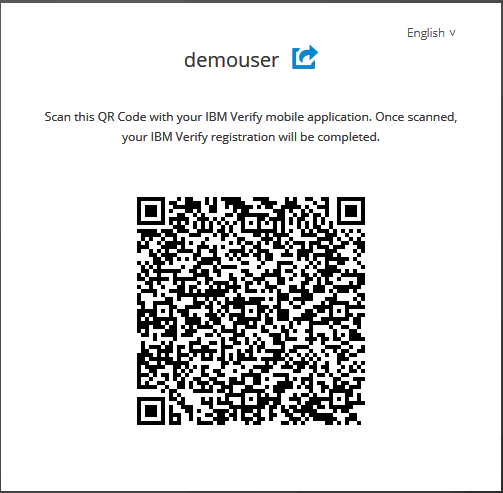 English v
demouser
Scan this QR Code with your IBM Verify mobile application. Once scanned,
your IBM Verify registration will be completed.